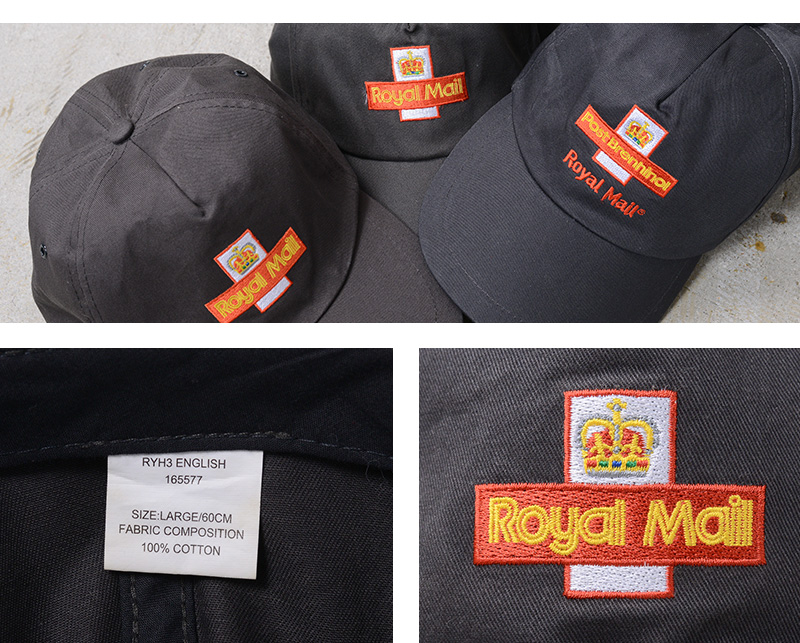 Royal Mail
Post Brenhinol
Royal Mail®
Royal Mail
RYH3 ENGLISH
165577
SIZE:LARGE/60CM
FABRIC COMPOSITION
100% COTTON
Royal Mail